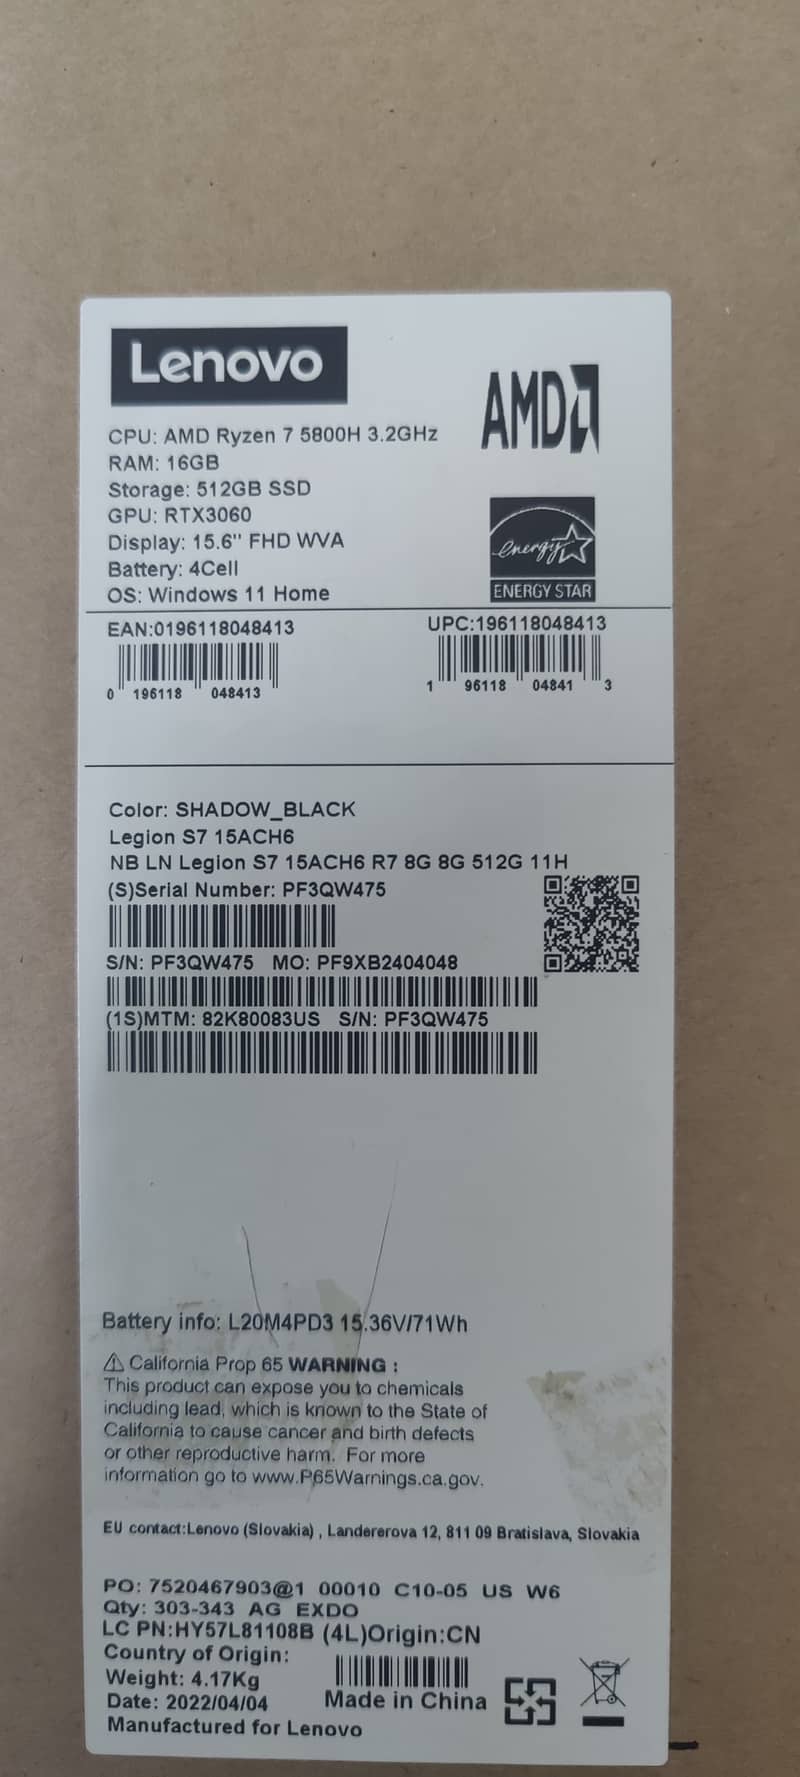 Lenovo
AMD
CPU: AMD Ryzen 7 5800H 3.2GHz
RAM: 16GB
Storage: 512GB SSD
GPU: RTX3060
Display: 15.6" FHD WVA
Battery: 4Cell
OS: Windows 11 Home
energy
ENERGY STAR
EAN:0196118048413
UPC:196118048413
0 196118 048413
1 96118 04841 3
Color: SHADOW_BLACK
Legion S7 15ACH6
NB LN Legion S7 15ACH6 R7 8G 8G 512G 11H
(S)Serial Number: PF3QW475
S/N: PF3QW475 MO: PF9XB2404048
(1S)MTM: 82K80083US S/N: PF3QW475
Battery info: L20M4PD3 15.36V/71Wh
⚠ California Prop 65 WARNING :
This product can expose you to chemicals
including lead, which is known to the State of
California to cause cancer and birth defects
or other reproductive harm. For more
information go to www.P65Warnings.ca.gov.
EU contact:Lenovo (Slovakia) , Landererova 12, 811 09 Bratislava, Slovakia
PO: 7520467903@1 00010 C10-05 US W6
Qty: 303-343 AG EXDO
LC PN:HY57L81108B (4L)Origin:CN
Country of Origin:
Weight: 4.17Kg
Made in China
Date: 2022/04/04
Manufactured for Lenovo